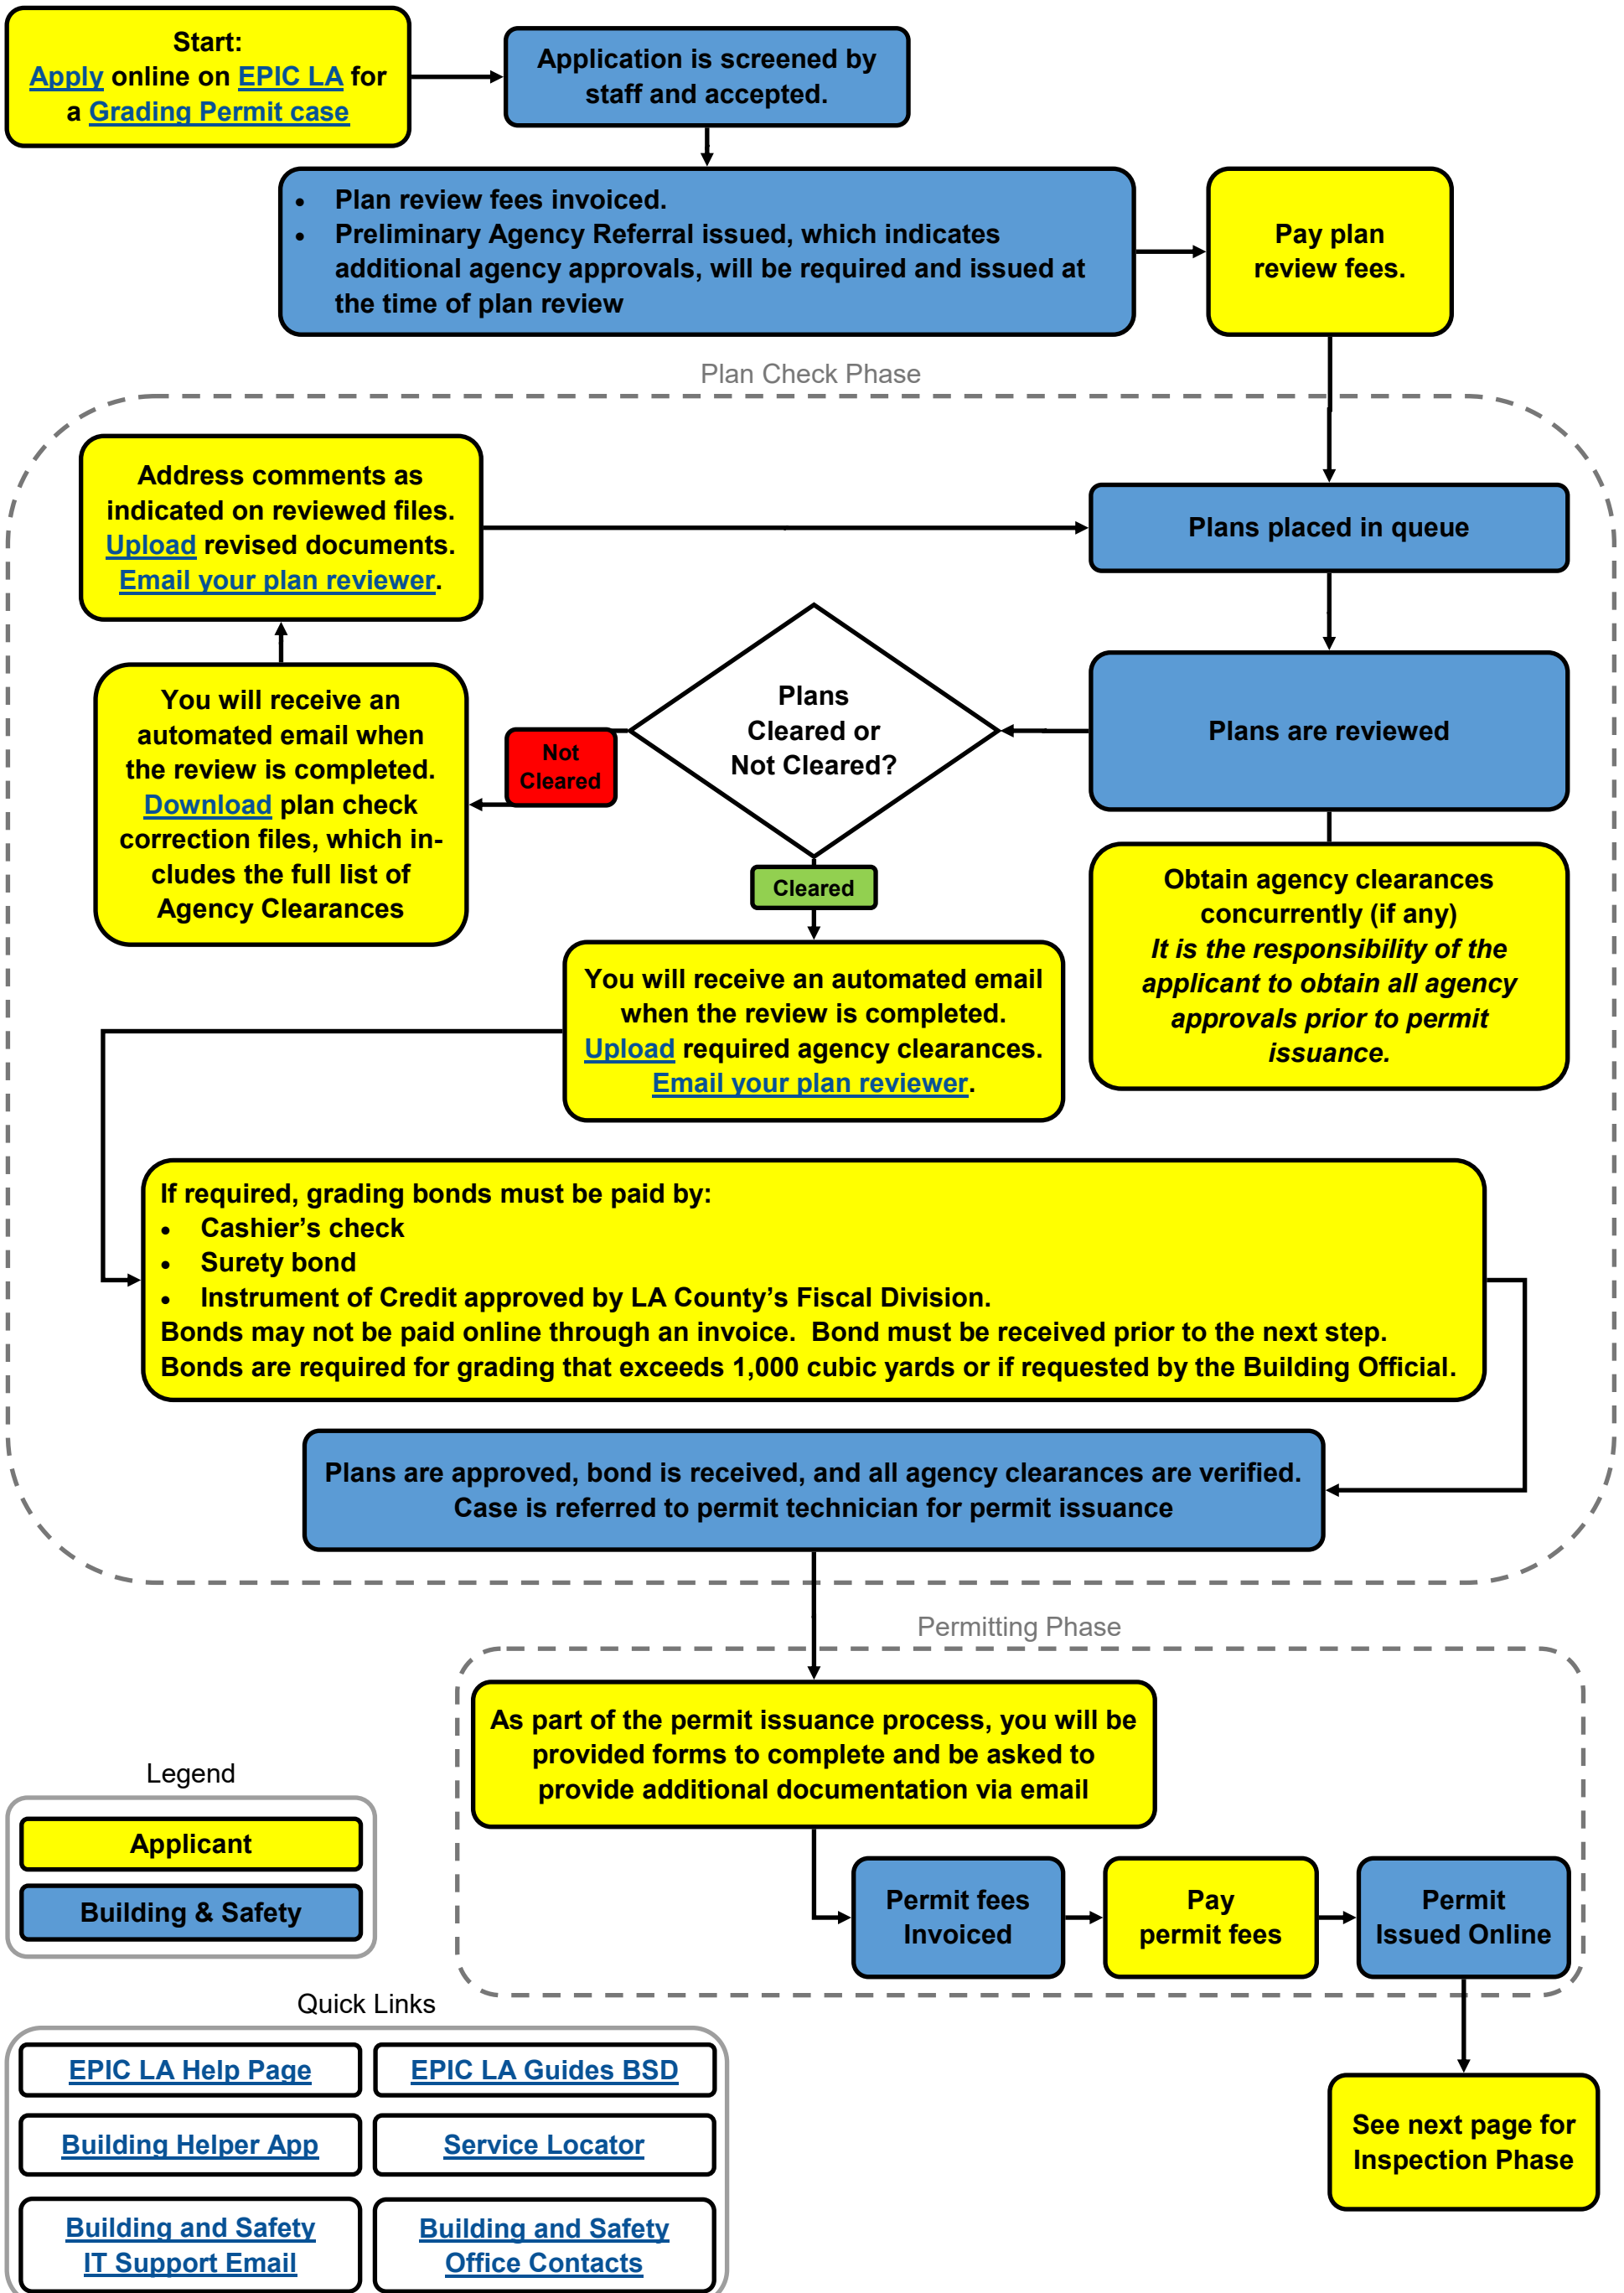 Start:
Apply online on EPIC LA for
a Grading Permit case
Application is screened by
staff and accepted.
• Plan review fees invoiced.
• Preliminary Agency Referral issued, which indicates
additional agency approvals, will be required and issued at
the time of plan review
Pay plan
review fees.
Plan Check Phase
Address comments as
indicated on reviewed files.
Upload revised documents.
Email your plan reviewer.
Plans placed in queue
You will receive an
automated email when
the review is completed.
Download plan check
correction files, which in-
cludes the full list of
Agency Clearances
Not
Cleared
Plans
Cleared or
Not Cleared?
Plans are reviewed
Cleared
Obtain agency clearances
concurrently (if any)
It is the responsibility of the
applicant to obtain all agency
approvals prior to permit
issuance.
You will receive an automated email
when the review is completed.
Upload required agency clearances.
Email your plan reviewer.
If required, grading bonds must be paid by:
• Cashier’s check
• Surety bond
• Instrument of Credit approved by LA County’s Fiscal Division.
Bonds may not be paid online through an invoice.  Bond must be received prior to the next step.
Bonds are required for grading that exceeds 1,000 cubic yards or if requested by the Building Official.
Plans are approved, bond is received, and all agency clearances are verified.
Case is referred to permit technician for permit issuance
Permitting Phase
As part of the permit issuance process, you will be
provided forms to complete and be asked to
provide additional documentation via email
Legend
Applicant
Building & Safety
Permit fees
Invoiced
Pay
permit fees
Permit
Issued Online
Quick Links
EPIC LA Help Page
EPIC LA Guides BSD
Building Helper App
Service Locator
Building and Safety
IT Support Email
Building and Safety
Office Contacts
See next page for
Inspection Phase